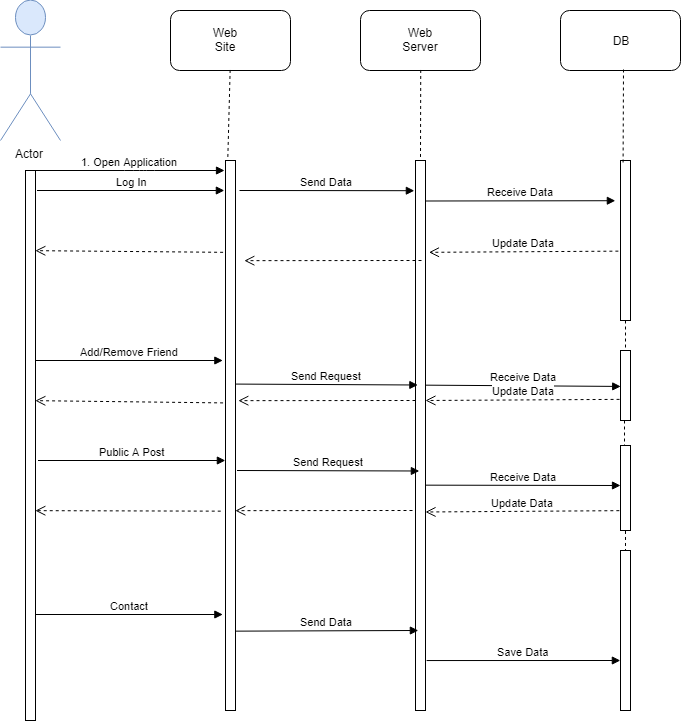 Web
Site
Web
Server
DB
Actor
1. Open Application
Log In
Send Data
Receive Data
Update Data
Add/Remove Friend
Send Request
Receive Data
Update Data
Public A Post
Send Request
Receive Data
Update Data
Contact
Send Data
Save Data